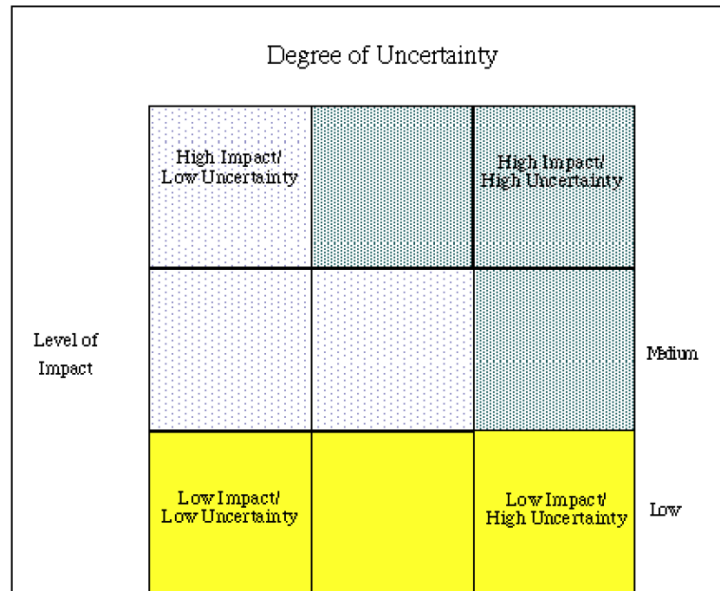 Degree of Uncertainty
High Impact/
Low Uncertainty
High Impact/
High Uncertainty
Level of
Impact
Medium
Low Impact/
Low Uncertainty
Low Impact/
High Uncertainty
Low